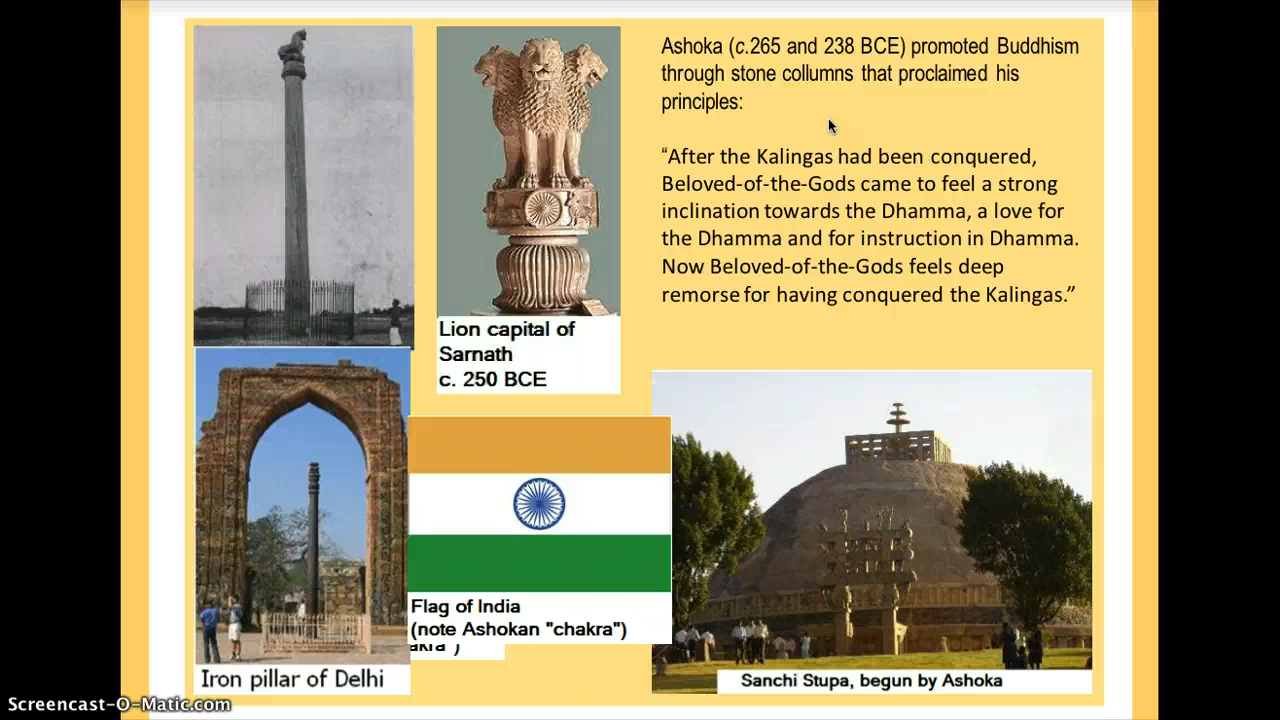 Ashoka (c.265 and 238 BCE) promoted Buddhism
through stone collumns that proclaimed his
principles:
“After the Kalingas had been conquered,
Beloved-of-the-Gods came to feel a strong
inclination towards the Dhamma, a love for
the Dhamma and for instruction in Dhamma.
Now Beloved-of-the-Gods feels deep
remorse for having conquered the Kalingas.”
Lion capital of
Sarnath
c. 250 BCE
Flag of India
(note Ashokan "chakra")
akra")
Iron pillar of Delhi
Sanchi Stupa, begun by Ashoka
Screencast-O-Matic.com